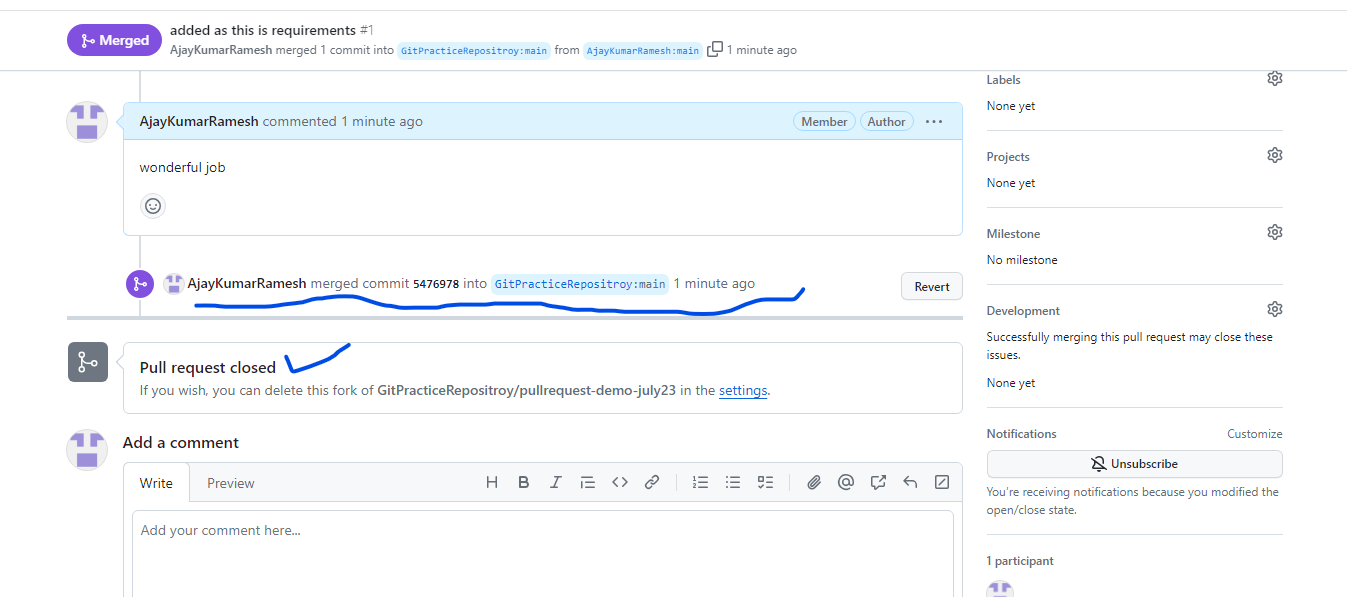 Merged
added as this is requirements #1
AjayKumarRamesh merged 1 commit into GitPracticeRepositroy:main from AjayKumarRamesh:main 1 minute ago
AjayKumarRamesh commented 1 minute ago Member Author
wonderful job
AjayKumarRamesh merged commit 5476978 into GitPracticeRepositroy:main 1 minute ago Revert
Pull request closed
If you wish, you can delete this fork of GitPracticeRepositroy/pullrequest-demo-july23 in the settings.
Add a comment
Write Preview
Add your comment here...
Labels
None yet
Projects
None yet
Milestone
No milestone
Development
Successfully merging this pull request may close these
issues.
None yet
Notifications Customize
Unsubscribe
You're receiving notifications because you modified the
open/close state.
1 participant